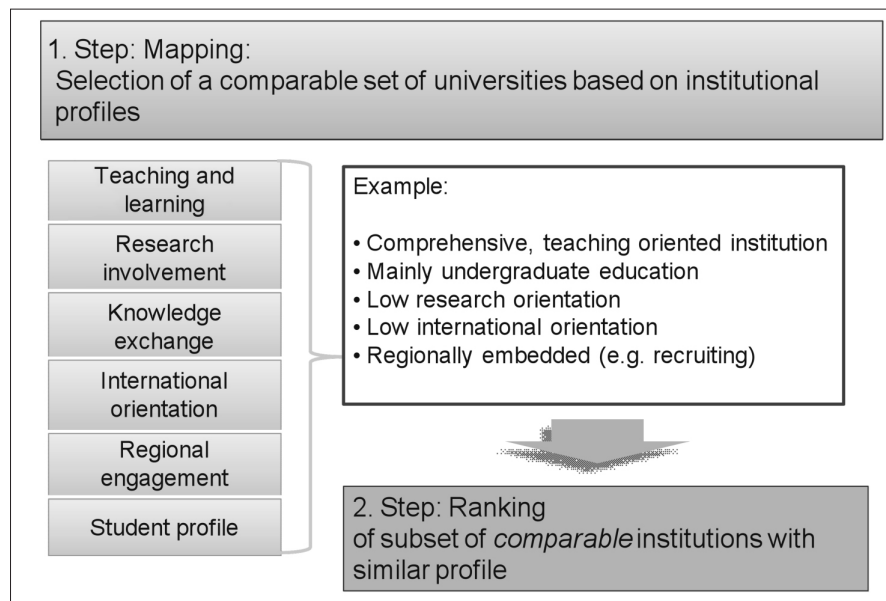 1. Step: Mapping:
Selection of a comparable set of universities based on institutional
profiles
Teaching and
learning
Research
involvement
Knowledge
exchange
International
orientation
Regional
engagement
Student profile
Example:
• Comprehensive, teaching oriented institution
• Mainly undergraduate education
• Low research orientation
• Low international orientation
• Regionally embedded (e.g. recruiting)
2. Step: Ranking
of subset of comparable institutions with
similar profile